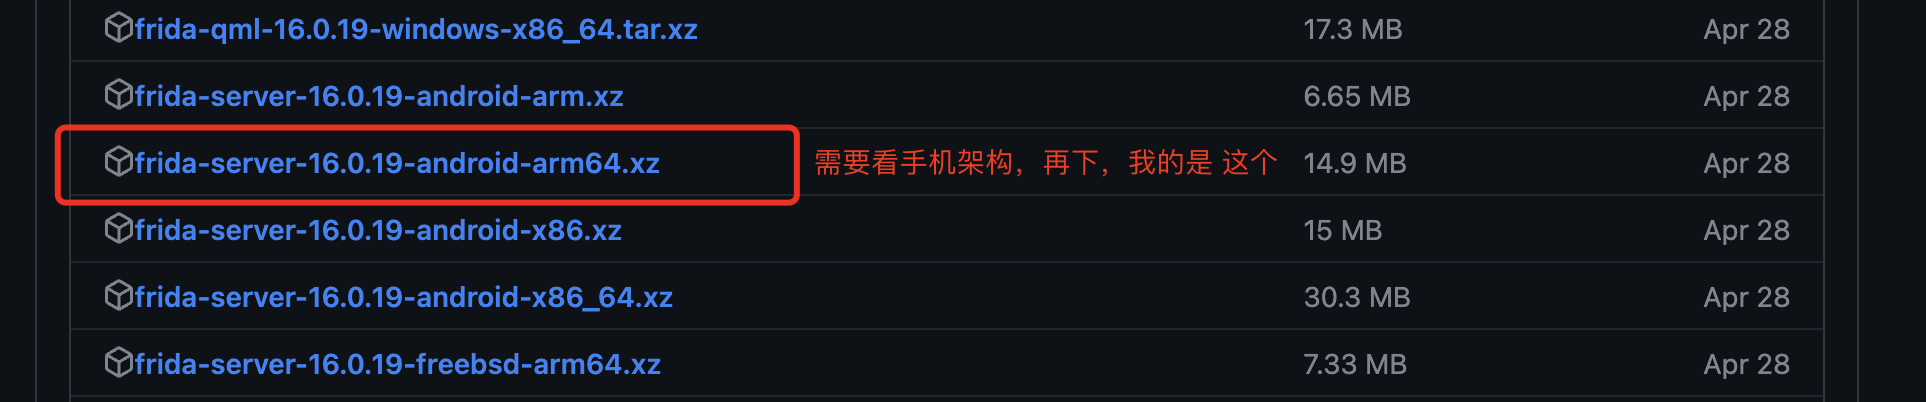 frida-qml-16.0.19-windows-x86_64.tar.xz 17.3 MB Apr 28
frida-server-16.0.19-android-arm.xz 6.65 MB Apr 28
frida-server-16.0.19-android-arm64.xz 需要看手机架构，再下，我的是 这个 14.9 MB Apr 28
frida-server-16.0.19-android-x86.xz 15 MB Apr 28
frida-server-16.0.19-android-x86_64.xz 30.3 MB Apr 28
frida-server-16.0.19-freebsd-arm64.xz 7.33 MB Apr 28